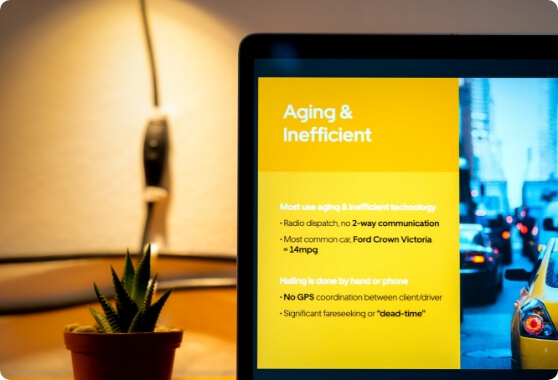 Aging &
Inefficient
Most use aging & inefficient technology
• Radio dispatch, no 2-way communication
• Most common car, Ford Crown Victoria
= 14mpg
Hailing is done by hand or phone
• No GPS coordination between client/driver
• Significant fareseeking or "dead-time"